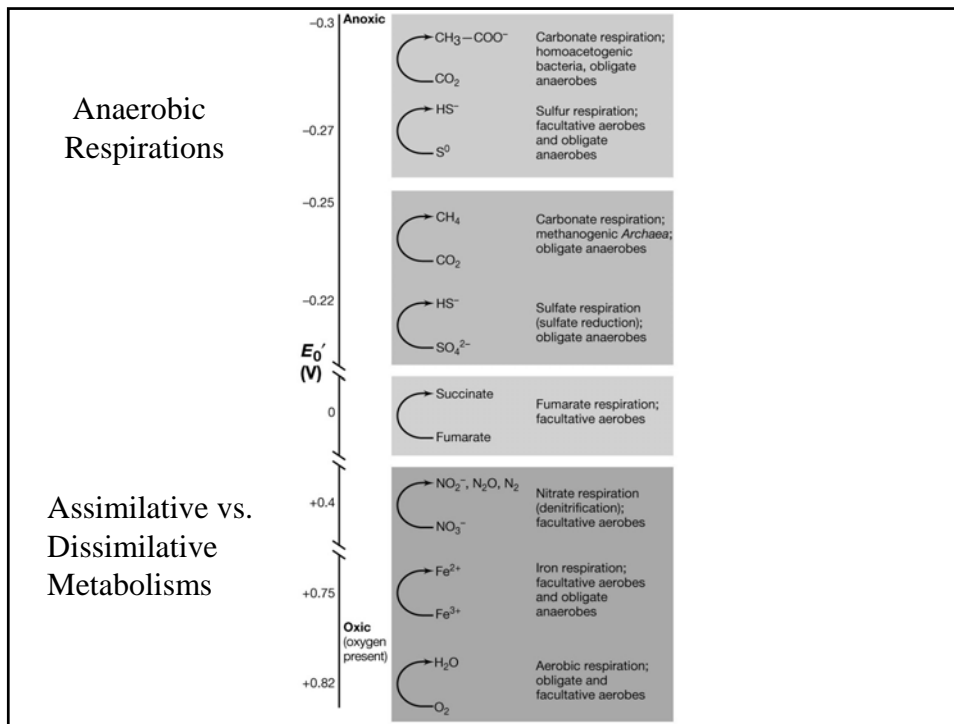 Anaerobic
Respirations
Assimilative vs.
Dissimilative
Metabolisms
–0.3
–0.27
–0.25
–0.22
E₀′
(V)
0
+0.4
+0.75
+0.82
Anoxic
Oxic
(oxygen
present)
CH3—COO⁻
CO₂
Carbonate respiration;
homoacetogenic
bacteria, obligate
anaerobes
HS⁻
S⁰
Sulfur respiration;
facultative aerobes
and obligate
anaerobes
CH₄
CO₂
Carbonate respiration;
methanogenic Archaea;
obligate anaerobes
HS⁻
SO₄²⁻
Sulfate respiration
(sulfate reduction);
obligate anaerobes
Succinate
Fumarate
Fumarate respiration;
facultative aerobes
NO₂⁻, N₂O, N₂
NO₃⁻
Nitrate respiration
(denitrification);
facultative aerobes
Fe²⁺
Fe³⁺
Iron respiration;
facultative aerobes
and obligate
anaerobes
H₂O
O₂
Aerobic respiration;
obligate and
facultative aerobes